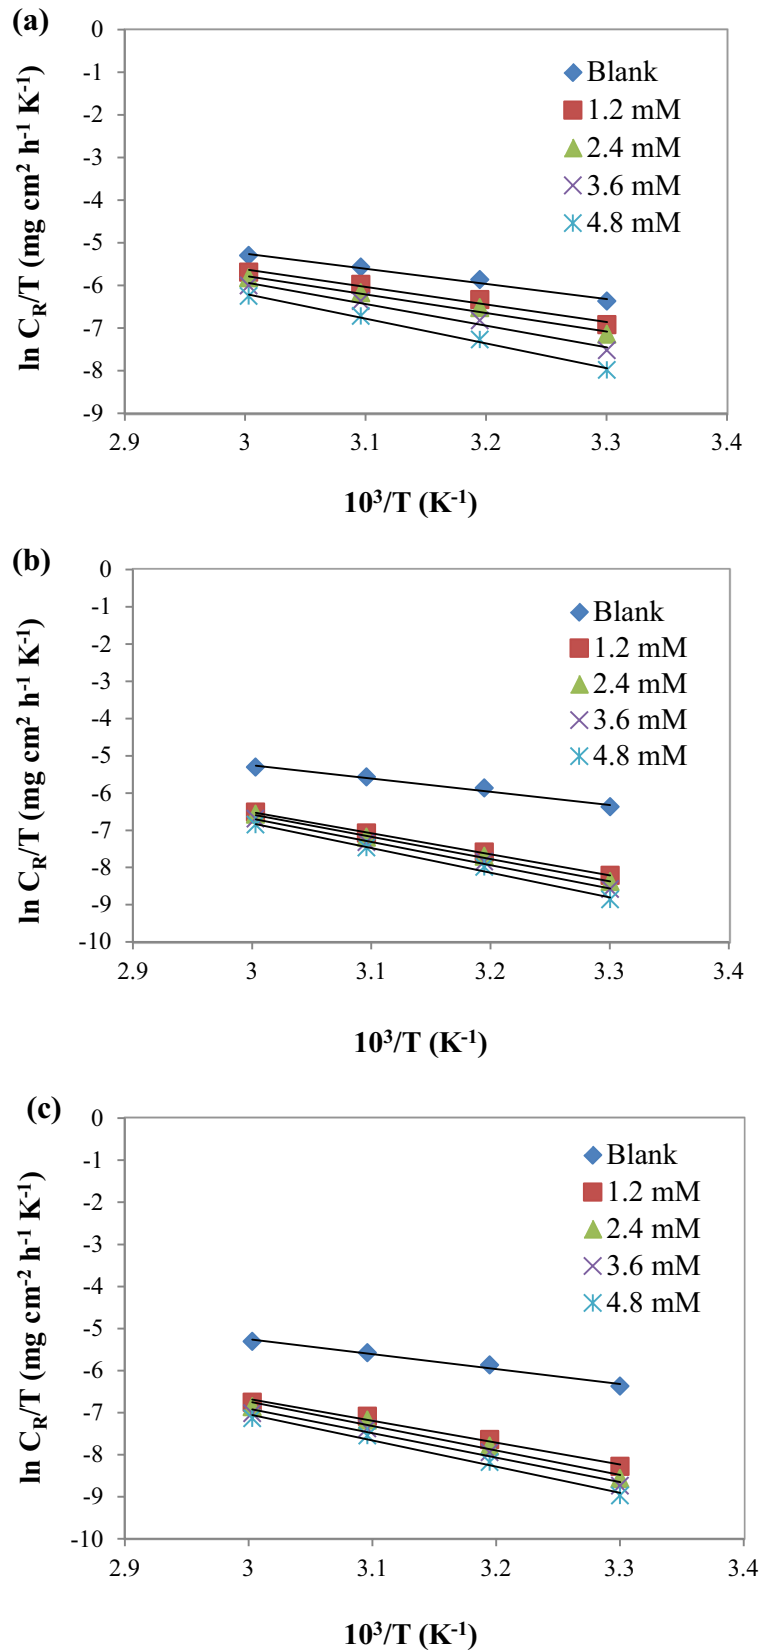 (a)
0
-1
-2
-3
-4
-5
-6
-7
-8
-9
ln C_R/T (mg cm² h⁻¹ K⁻¹)
Blank
1.2 mM
2.4 mM
3.6 mM
4.8 mM
2.9 3 3.1 3.2 3.3 3.4
10³/T (K⁻¹)
(b)
0
-1
-2
-3
-4
-5
-6
-7
-8
-9
-10
ln C_R/T (mg cm² h⁻¹ K⁻¹)
Blank
1.2 mM
2.4 mM
3.6 mM
4.8 mM
2.9 3 3.1 3.2 3.3 3.4
10³/T (K⁻¹)
(c)
0
-1
-2
-3
-4
-5
-6
-7
-8
-9
-10
ln C_R/T (mg cm⁻² h⁻¹ K⁻¹)
Blank
1.2 mM
2.4 mM
3.6 mM
4.8 mM
2.9 3 3.1 3.2 3.3 3.4
10³/T (K⁻¹)